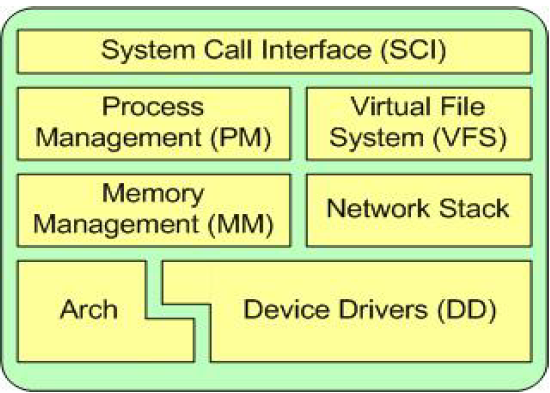 System Call Interface (SCI)
Process
Management (PM)
Virtual File
System (VFS)
Memory
Management (MM)
Network Stack
Arch
Device Drivers (DD)